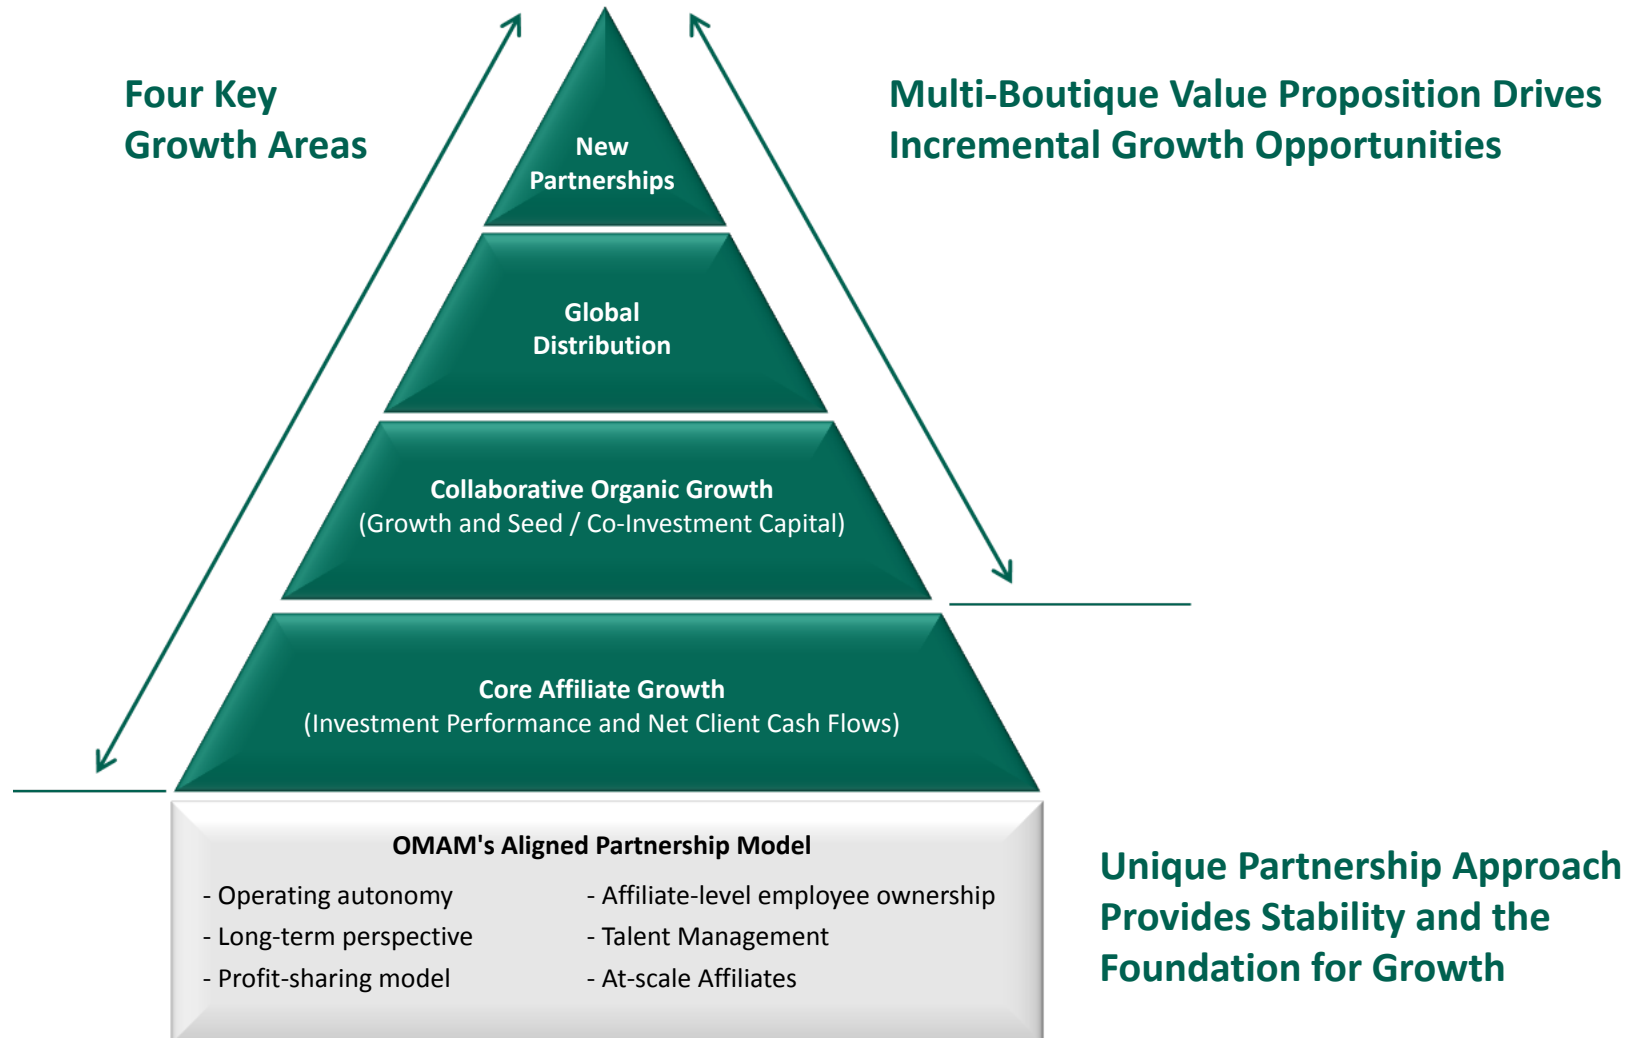 Four Key
Growth Areas
Multi-Boutique Value Proposition Drives
Incremental Growth Opportunities
New
Partnerships
Global
Distribution
Collaborative Organic Growth
(Growth and Seed / Co-Investment Capital)
Core Affiliate Growth
(Investment Performance and Net Client Cash Flows)
OMAM's Aligned Partnership Model
- Operating autonomy
- Long-term perspective
- Profit-sharing model
- Affiliate-level employee ownership
- Talent Management
- At-scale Affiliates
Unique Partnership Approach
Provides Stability and the
Foundation for Growth